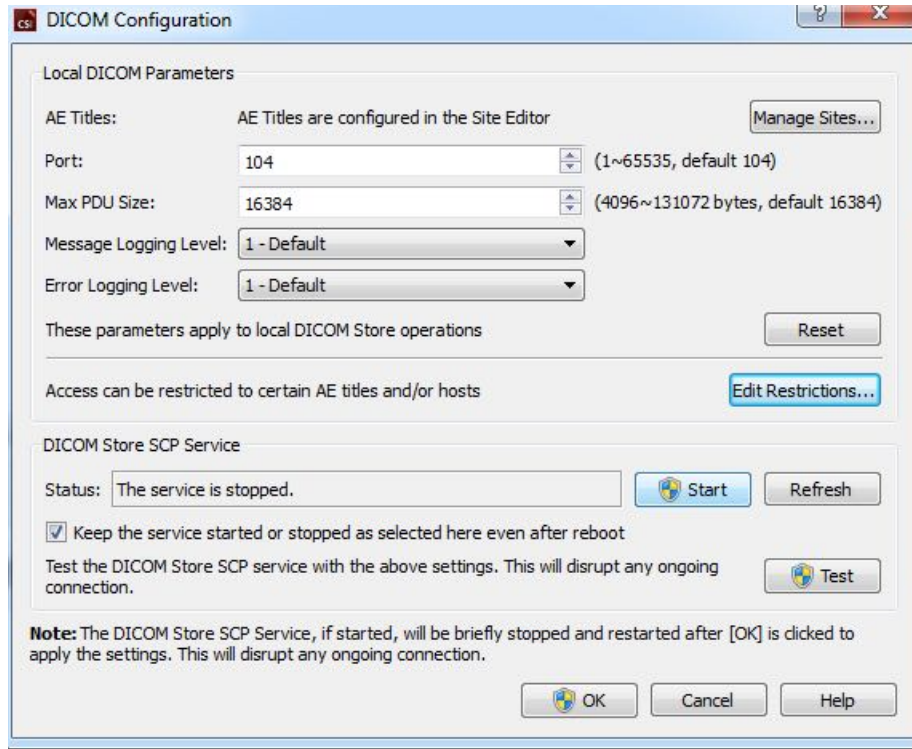 csi DICOM Configuration
Local DICOM Parameters
AE Titles: AE Titles are configured in the Site Editor Manage Sites...
Port: 104 (1~65535, default 104)
Max PDU Size: 16384 (4096~131072 bytes, default 16384)
Message Logging Level: 1 - Default
Error Logging Level: 1 - Default
These parameters apply to local DICOM Store operations Reset
Access can be restricted to certain AE titles and/or hosts Edit Restrictions...
DICOM Store SCP Service
Status: The service is stopped. Start Refresh
Keep the service started or stopped as selected here even after reboot
Test the DICOM Store SCP service with the above settings. This will disrupt any ongoing
connection. Test
Note: The DICOM Store SCP Service, if started, will be briefly stopped and restarted after [OK] is clicked to
apply the settings. This will disrupt any ongoing connection.
OK Cancel Help